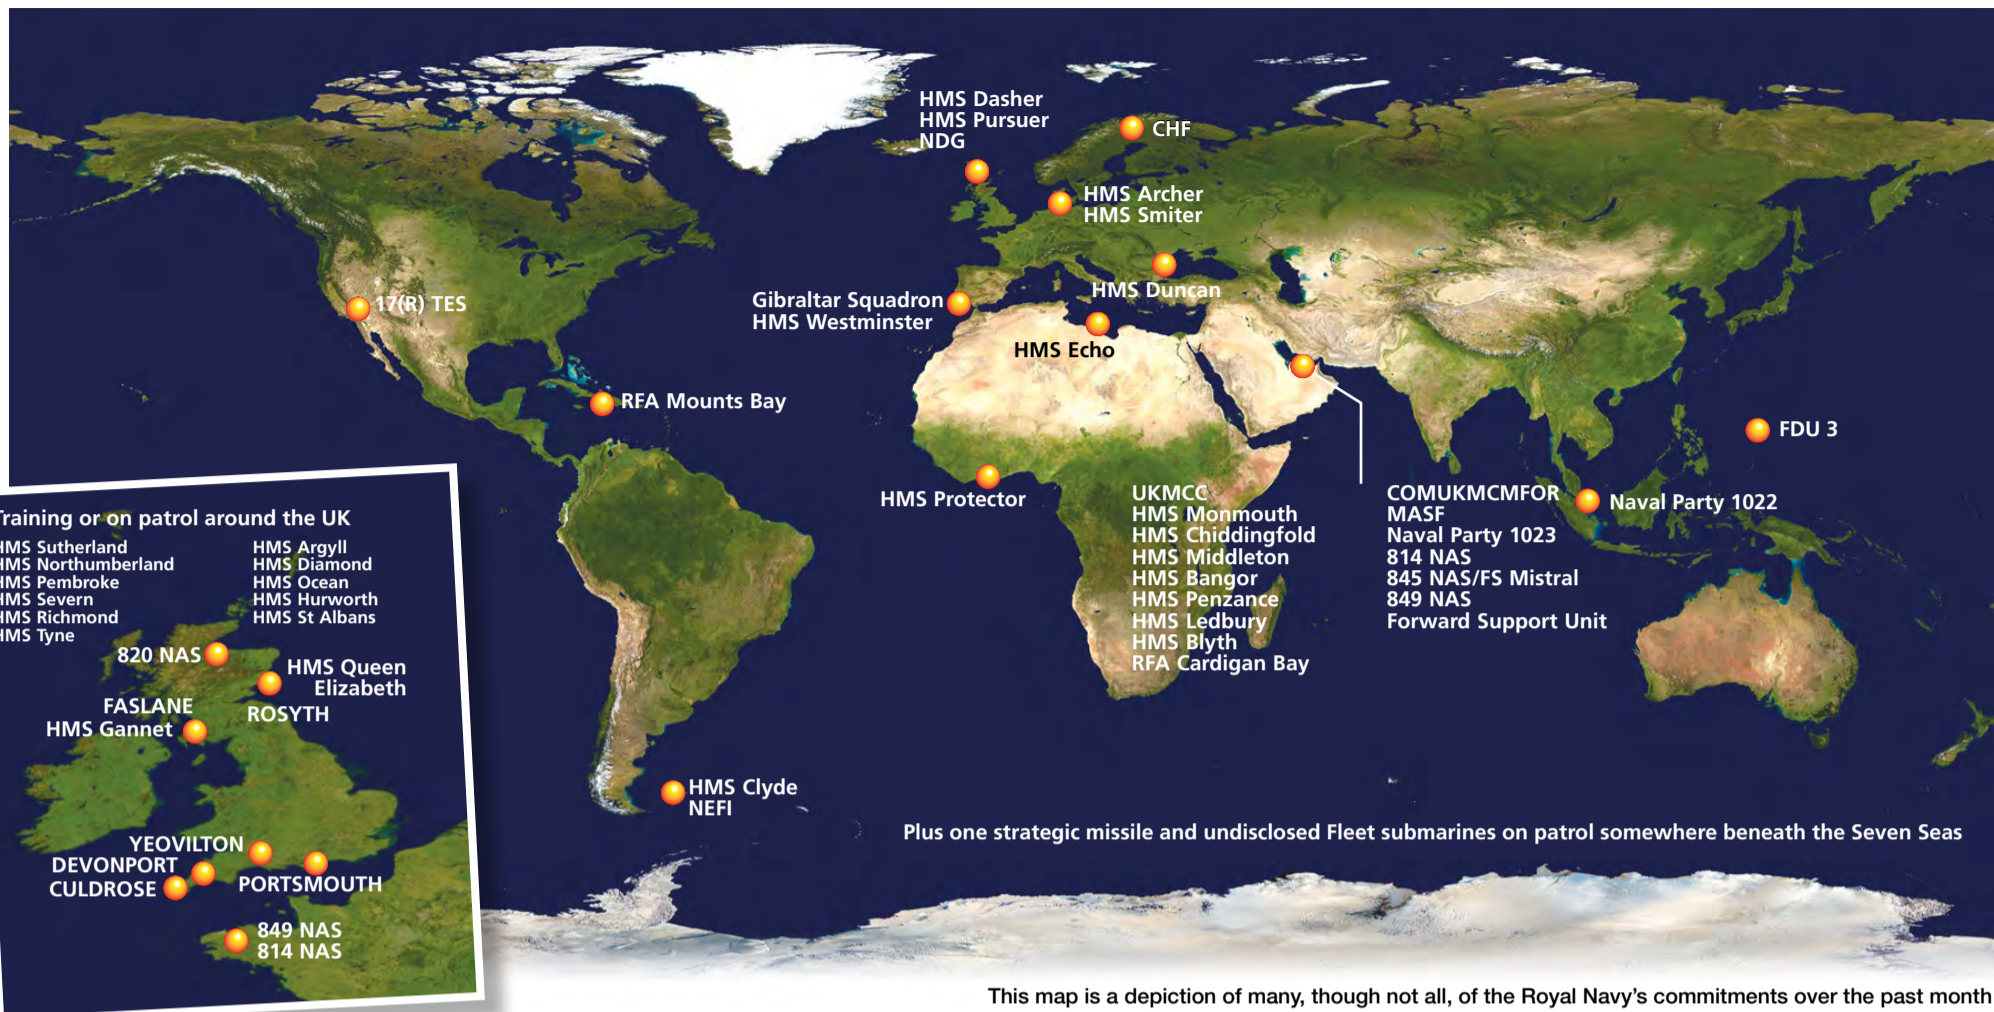 HMS Dasher
HMS Pursuer
NDG
CHF
HMS Archer
HMS Smiter
HMS Duncan
Gibraltar Squadron
HMS Westminster
HMS Echo
17(R) TES
RFA Mounts Bay
FDU 3
HMS Protector
UKMCC
HMS Monmouth
HMS Chiddingfold
HMS Middleton
HMS Bangor
HMS Penzance
HMS Ledbury
HMS Blyth
RFA Cardigan Bay
COMUKMCMFOR
MASF
Naval Party 1023
814 NAS
845 NAS/FS Mistral
849 NAS
Forward Support Unit
Naval Party 1022
HMS Clyde
NEFI
Plus one strategic missile and undisclosed Fleet submarines on patrol somewhere beneath the Seven Seas
Training or on patrol around the UK
HMS Sutherland
HMS Northumberland
HMS Pembroke
HMS Severn
HMS Richmond
HMS Tyne
HMS Argyll
HMS Diamond
HMS Ocean
HMS Hurworth
HMS St Albans
820 NAS
HMS Queen
Elizabeth
FASLANE
ROSYTH
HMS Gannet
YEOVILTON
DEVONPORT
CULDROSE
PORTSMOUTH
849 NAS
814 NAS
This map is a depiction of many, though not all, of the Royal Navy's commitments over the past month